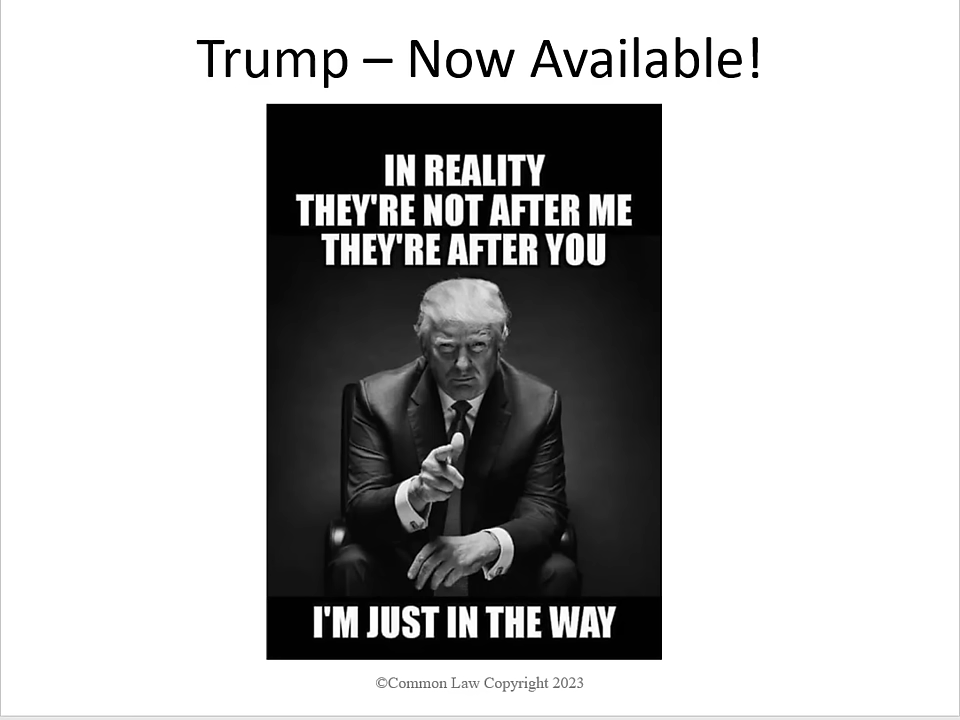 Trump – Now Available!
IN REALITY
THEY'RE NOT AFTER ME
THEY'RE AFTER YOU
I'M JUST IN THE WAY
©Common Law Copyright 2023